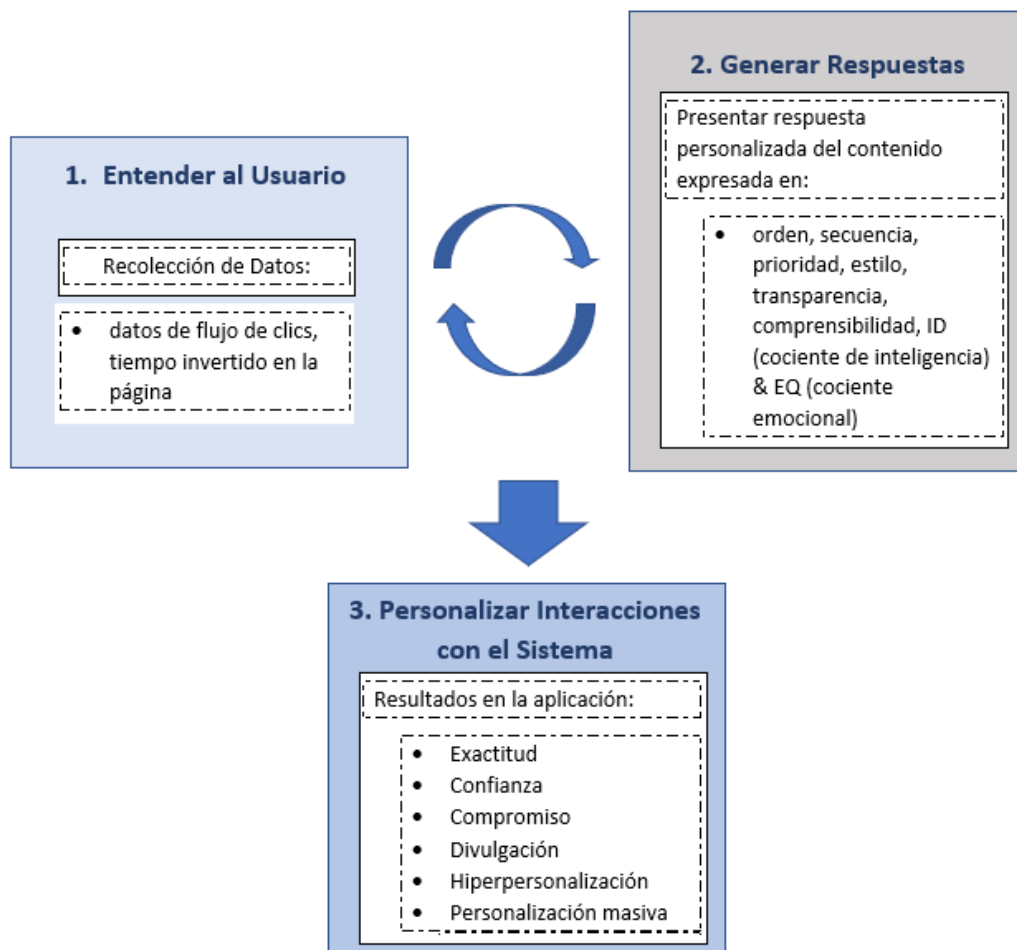 1. Entender al Usuario
Recolección de Datos:
• datos de flujo de clics,
tiempo invertido en la
página
2. Generar Respuestas
Presentar respuesta
personalizada del contenido
expresada en:
• orden, secuencia,
prioridad, estilo,
transparencia,
comprensibilidad, ID
(cociente de inteligencia)
& EQ (cociente
emocional)
3. Personalizar Interacciones
con el Sistema
Resultados en la aplicación:
• Exactitud
• Confianza
• Compromiso
• Divulgación
• Hiperpersonalización
• Personalización masiva